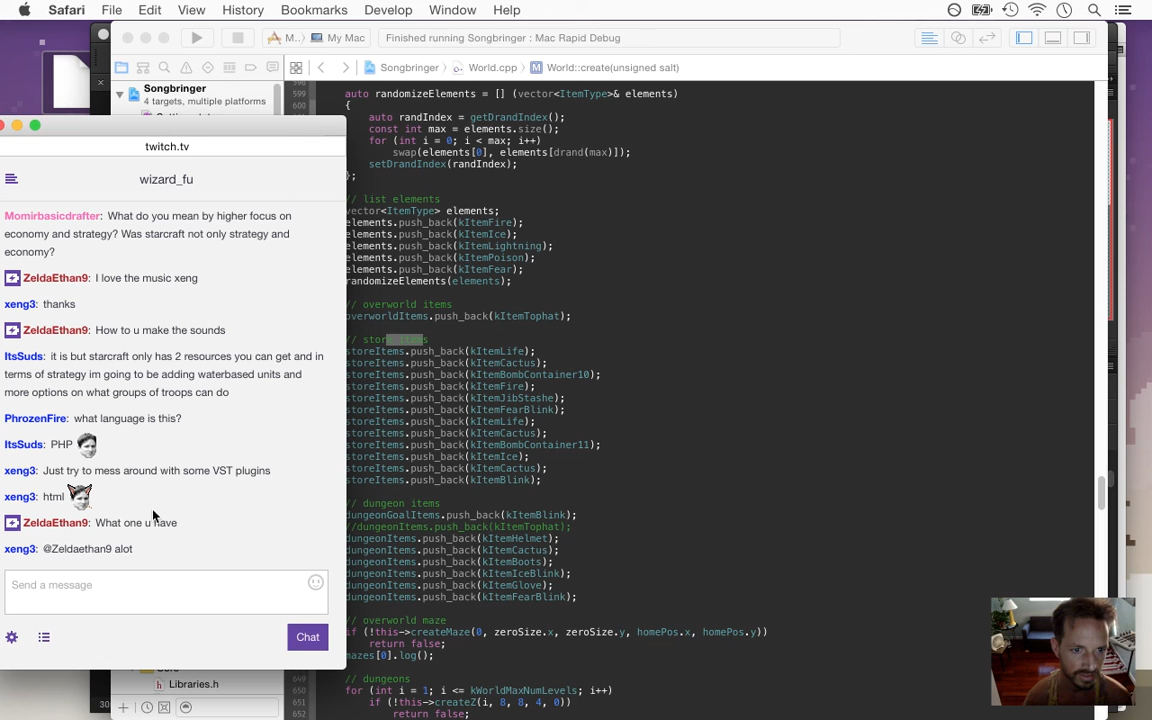 Safari File Edit View History Bookmarks Develop Window Help
M... My Mac
Finished running Songbringer : Mac Rapid Debug
Songbringer World.cpp World::create(unsigned salt)
Songbringer
4 targets, multiple platforms
twitch.tv
wizard_fu
Momirbasicdrafter: What do you mean by higher focus on
economy and strategy? Was starcraft not only strategy and
economy?
ZeldaEthan9: I love the music xeng
xeng3: thanks
ZeldaEthan9: How to u make the sounds
ItsSuds: it is but starcraft only has 2 resources you can get and in
terms of strategy im going to be adding waterbased units and
more options on what groups of troops can do
PhrozenFire: what language is this?
ItsSuds: PHP
xeng3: Just try to mess around with some VST plugins
xeng3: html
ZeldaEthan9: What one u have
xeng3: @Zeldaethan9 alot
Send a message
Chat
Libraries.h
30
599 auto randomizeElements = [] (vector<ItemType>& elements)
600 {
auto randIndex = getDrandIndex();
const int max = elements.size();
for (int i = 0; i < max; i++)
swap(elements[0], elements[drand(max)]);
setDrandIndex(randIndex);
};
// list elements
vector<ItemType> elements;
elements.push_back(kItemFire);
elements.push_back(kItemIce);
elements.push_back(kItemLightning);
elements.push_back(kItemPoison);
elements.push_back(kItemFear);
randomizeElements(elements);
// overworld items
overworldItems.push_back(kItemTophat);
// store items
storeItems.push_back(kItemLife);
storeItems.push_back(kItemCactus);
storeItems.push_back(kItemBombContainer10);
storeItems.push_back(kItemFire);
storeItems.push_back(kItemJibStashe);
storeItems.push_back(kItemFearBlink);
storeItems.push_back(kItemLife);
storeItems.push_back(kItemCactus);
storeItems.push_back(kItemBombContainer11);
storeItems.push_back(kItemIce);
storeItems.push_back(kItemCactus);
storeItems.push_back(kItemBlink);
// dungeon items
dungeonGoalItems.push_back(kItemBlink);
//dungeonItems.push_back(kItemTophat);
dungeonItems.push_back(kItemHelmet);
dungeonItems.push_back(kItemCactus);
dungeonItems.push_back(kItemBoots);
dungeonItems.push_back(kItemIceBlink);
dungeonItems.push_back(kItemGlove);
dungeonItems.push_back(kItemFearBlink);
// overworld maze
if (!this->createMaze(0, zeroSize.x, zeroSize.y, homePos.x, homePos.y))
return false;
mazes[0].log();
649 // dungeons
650 for (int i = 1; i <= kWorldMaxNumLevels; i++)
651 if (!this->createZ(i, 8, 8, 4, 0))
652 return false;